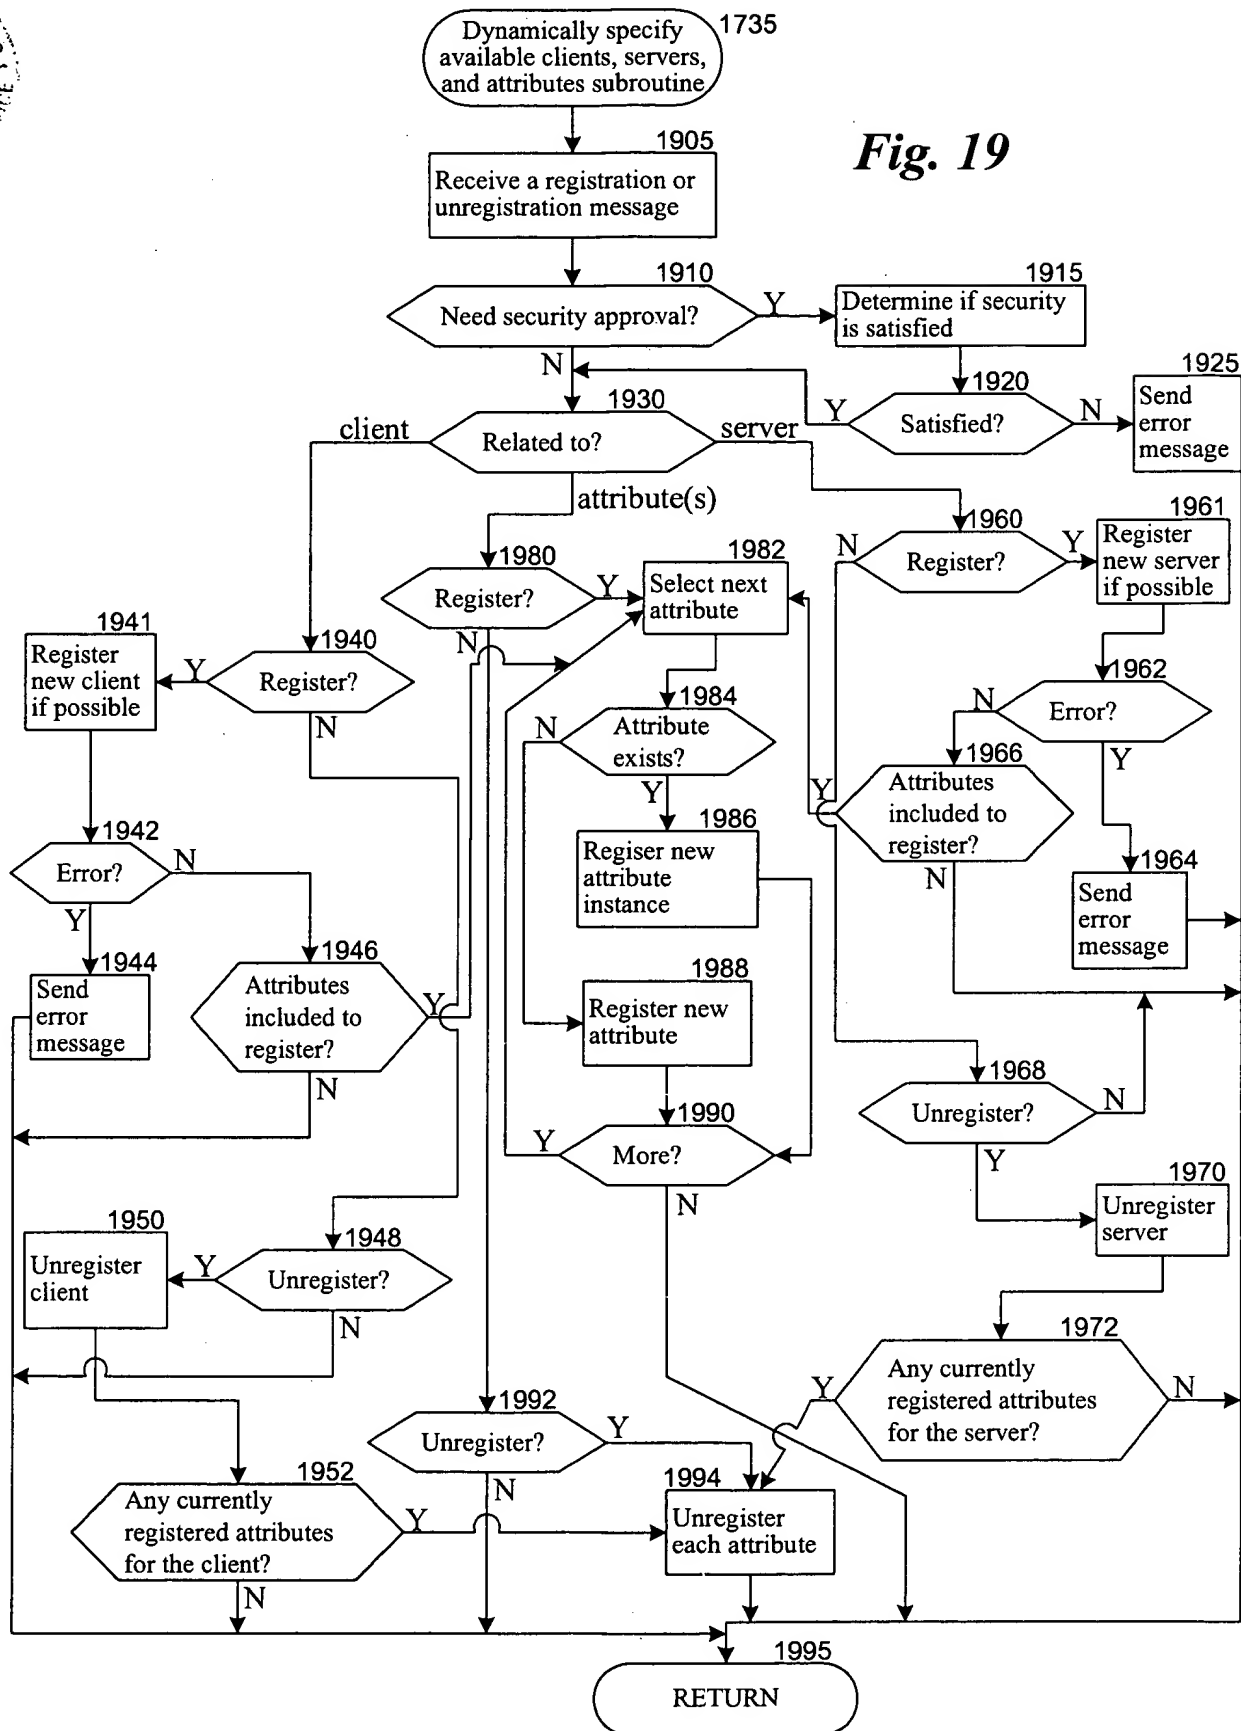 Dynamically specify
available clients, servers,
and attributes subroutine
1735
Fig. 19
1905
Receive a registration or
unregistration message
1910
Need security approval?
Y
N
1915
Determine if security
is satisfied
1920
Satisfied?
Y
N
1925
Send
error
message
1930
Related to?
client
server
attribute(s)
1960
Register?
N
Y
1961
Register
new server
if possible
1980
Register?
Y
N
1982
Select next
attribute
1941
Register
new client
if possible
1940
Register?
Y
N
1984
Attribute
exists?
N
Y
1962
Error?
N
Y
1966
Attributes
included to
register?
Y
N
1986
Regiser new
attribute
instance
1942
Error?
N
Y
1964
Send
error
message
1944
Send
error
message
1946
Attributes
included to
register?
Y
N
1988
Register new
attribute
1968
Unregister?
N
Y
1990
More?
Y
N
1970
Unregister
server
1950
Unregister
client
1948
Unregister?
Y
N
1972
Any currently
registered attributes
for the server?
Y
N
1992
Unregister?
Y
N
1952
Any currently
registered attributes
for the client?
Y
N
1994
Unregister
each attribute
1995
RETURN